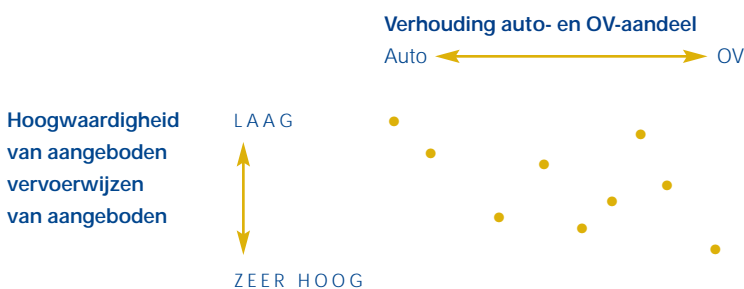 Verhouding auto- en OV-aandeel
Auto OV
Hoogwaardigheid LAAG
van aangeboden
vervoerwijzen
van aangeboden
ZEER HOOG